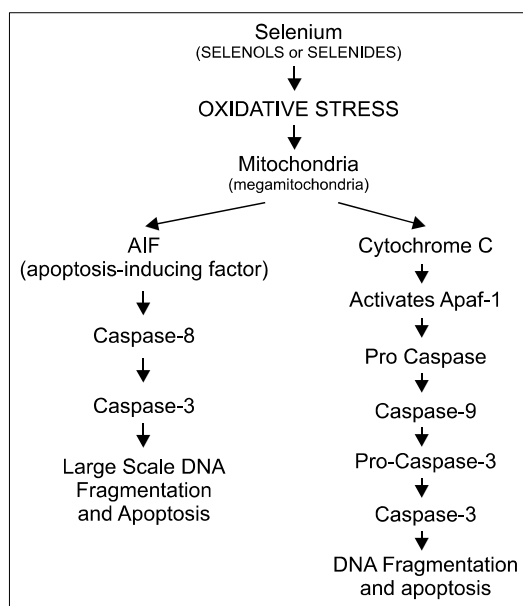 Selenium
(SELENOLS or SELENIDES)
OXIDATIVE STRESS
Mitochondria
(megamitochondria)
AIF
(apoptosis-inducing factor)
Caspase-8
Caspase-3
Large Scale DNA
Fragmentation
and Apoptosis
Cytochrome C
Activates Apaf-1
Pro Caspase
Caspase-9
Pro-Caspase-3
Caspase-3
DNA Fragmentation
and apoptosis